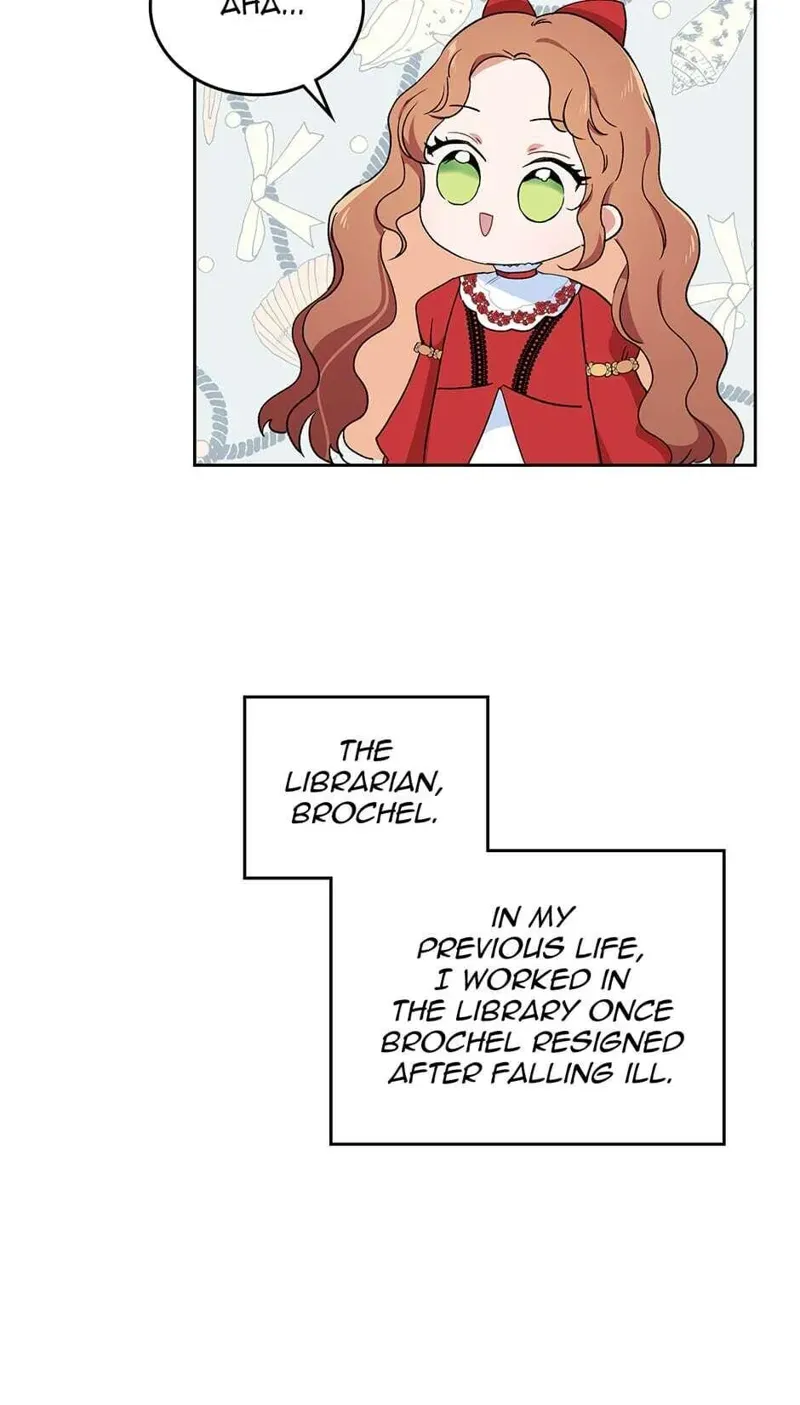 AHA...
THE
LIBRARIAN,
BROCHEL.
IN MY
PREVIOUS LIFE,
I WORKED IN
THE LIBRARY ONCE
BROCHEL RESIGNED
AFTER FALLING ILL.